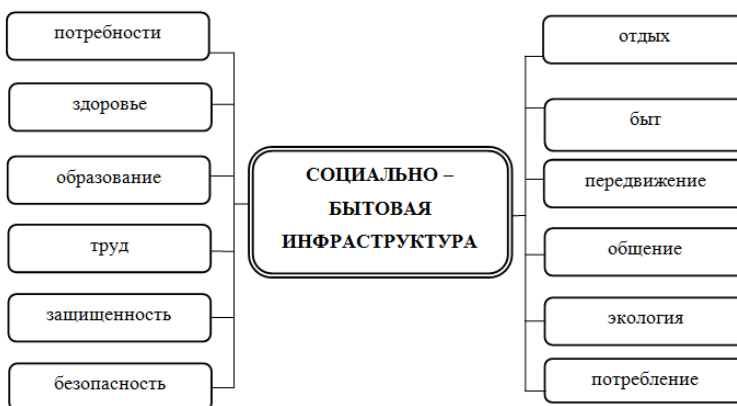 потребности
здоровье
образование
труд
защищенность
безопасность
СОЦИАЛЬНО –
БЫТОВАЯ
ИНФРАСТРУКТУРА
отдых
быт
передвижение
общение
экология
потребление